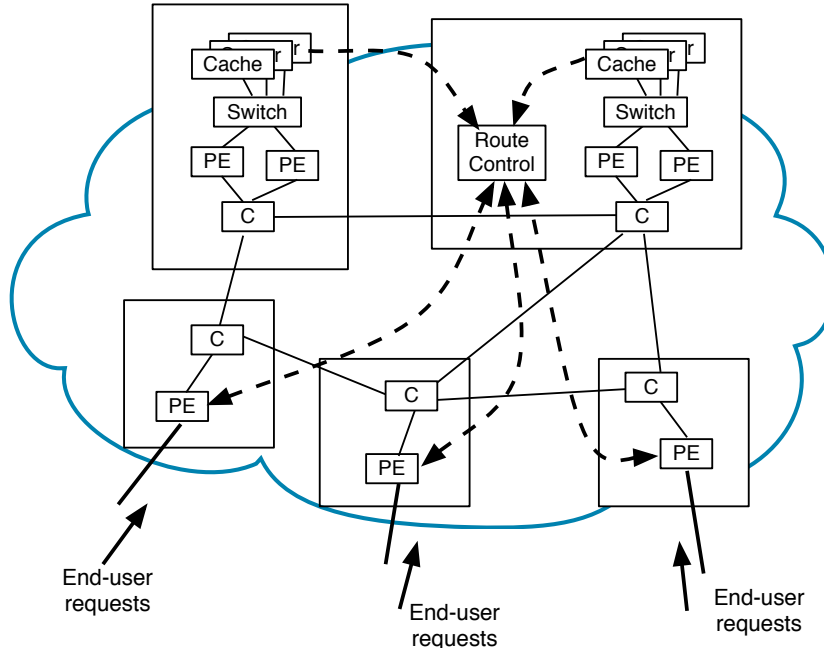 Cache
Switch
PE
PE
C
Route
Control
Cache
Switch
PE
PE
C
C
PE
C
PE
C
PE
End-user
requests
End-user
requests
End-user
requests